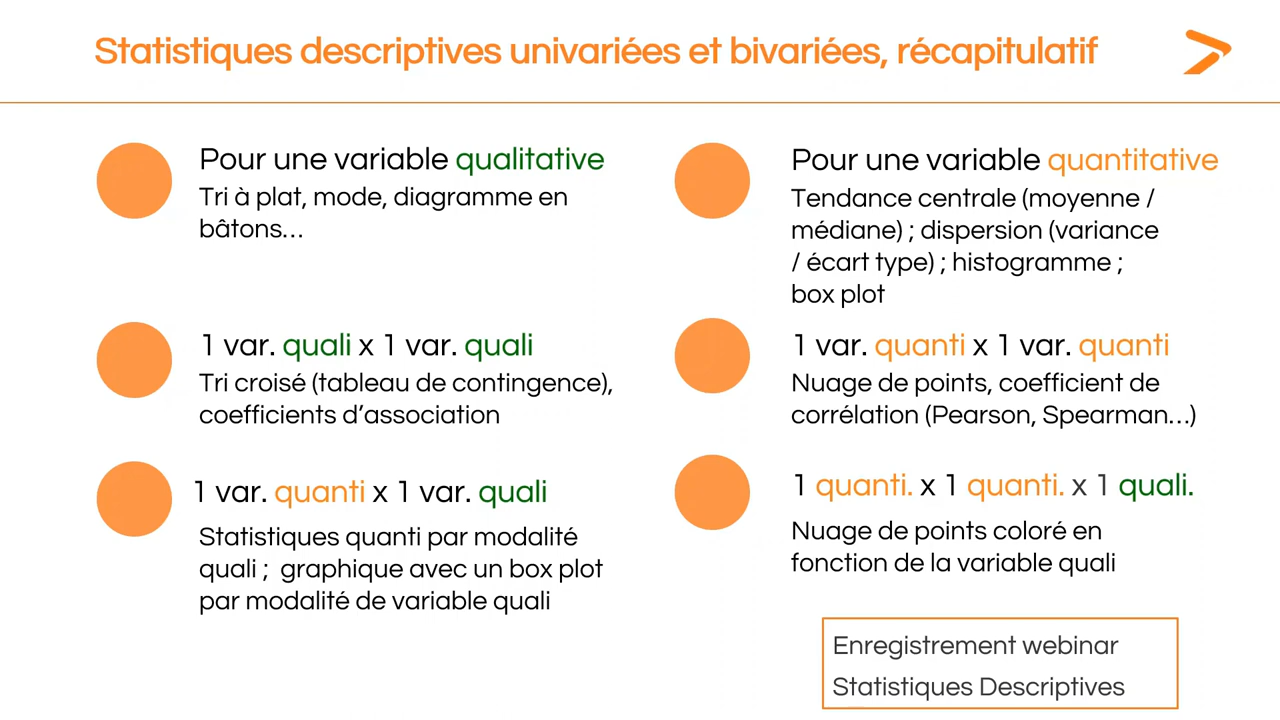 Statistiques descriptives univariées et bivariées, récapitulatif
Pour une variable qualitative
Tri à plat, mode, diagramme en
bâtons…
Pour une variable quantitative
Tendance centrale (moyenne /
médiane) ; dispersion (variance
/ écart type) ; histogramme ;
box plot
1 var. quali x 1 var. quali
Tri croisé (tableau de contingence),
coefficients d’association
1 var. quanti x 1 var. quanti
Nuage de points, coefficient de
corrélation (Pearson, Spearman…)
1 var. quanti x 1 var. quali
Statistiques quanti par modalité
quali ; graphique avec un box plot
par modalité de variable quali
1 quanti. x 1 quanti. x 1 quali.
Nuage de points coloré en
fonction de la variable quali
Enregistrement webinar
Statistiques Descriptives